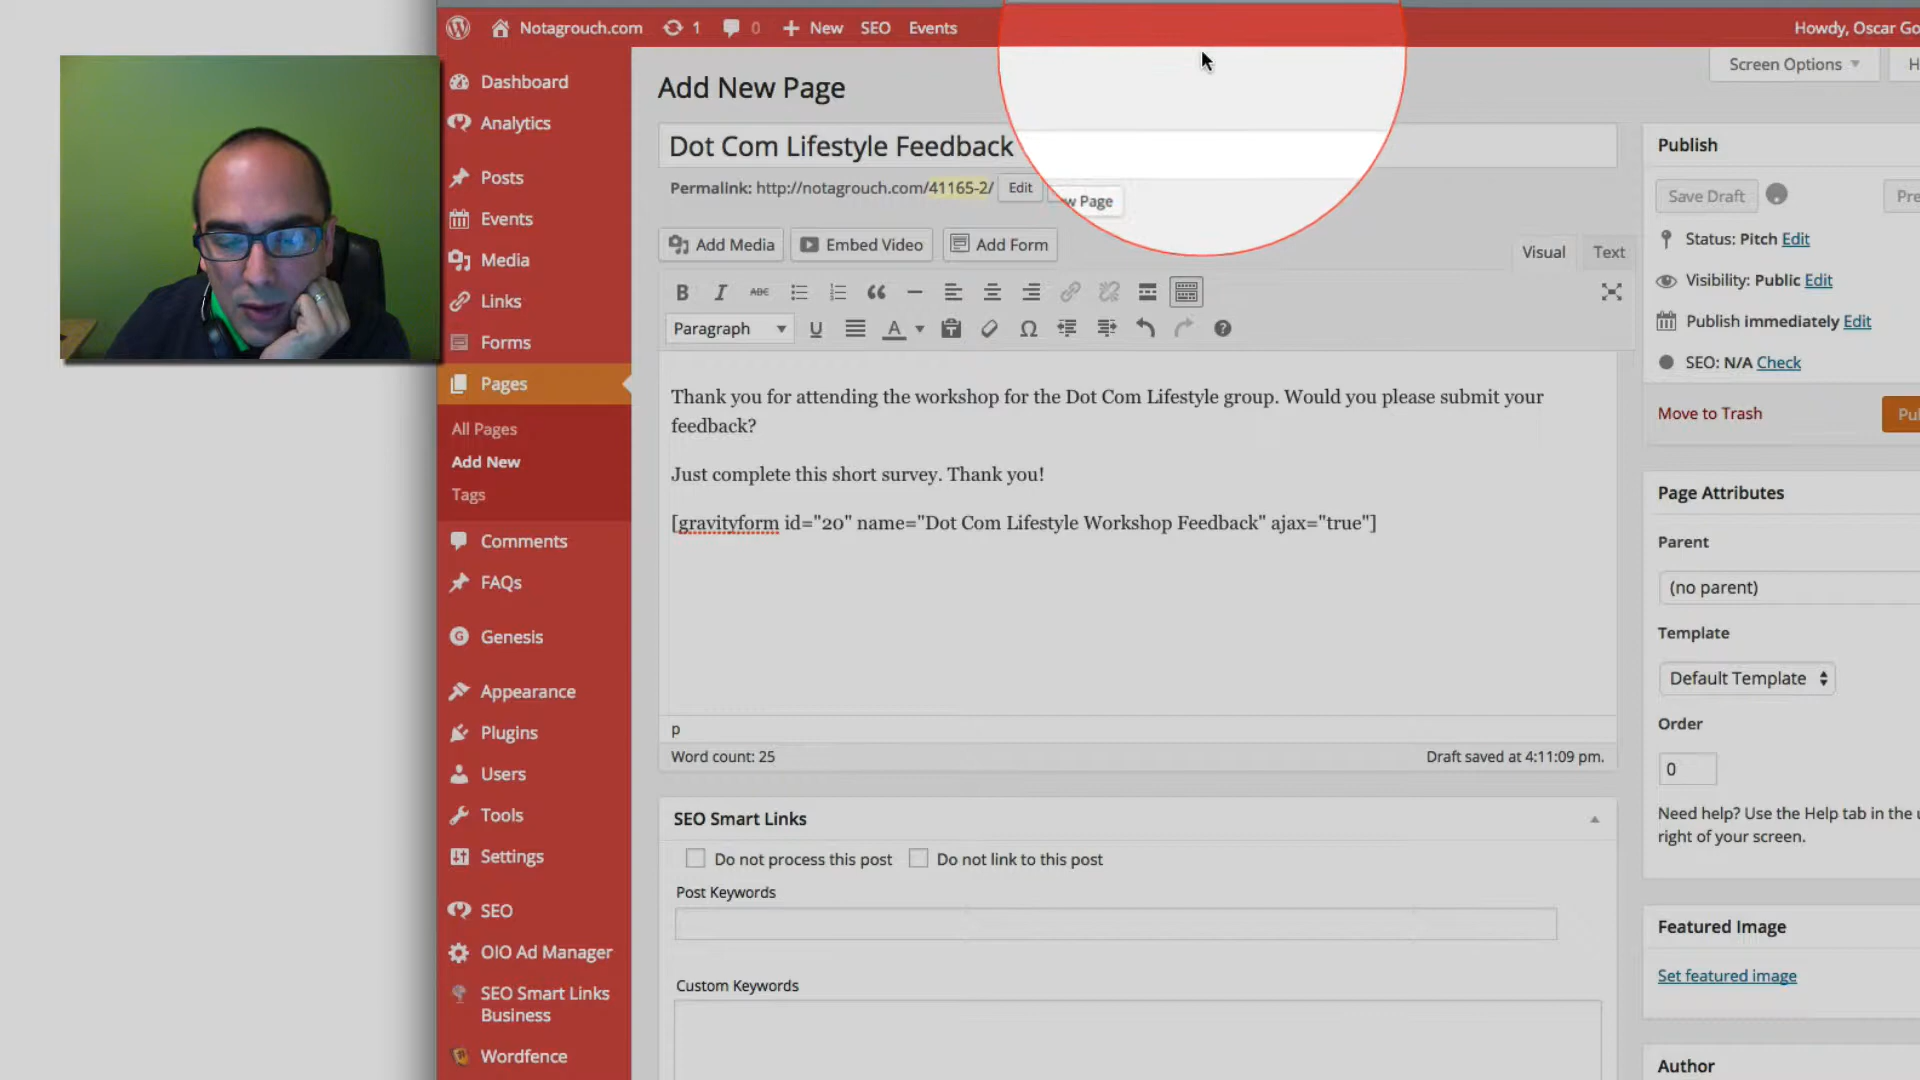 Notagrouch.com 1 0 New SEO Events
Howdy, Oscar Go
Screen Options
H
Dashboard
Analytics
Posts
Events
Media
Links
Forms
Pages
All Pages
Add New
Tags
Comments
FAQs
Genesis
Appearance
Plugins
Users
Tools
Settings
SEO
OIO Ad Manager
SEO Smart Links
Business
Wordfence
Add New Page
Dot Com Lifestyle Feedback
Permalink: http://notagrouch.com/41165-2/ Edit
w Page
Add Media Embed Video Add Form
Visual Text
B I ABC
Paragraph U A Ω
Thank you for attending the workshop for the Dot Com Lifestyle group. Would you please submit your
feedback?
Just complete this short survey. Thank you!
[gravityform id="20" name="Dot Com Lifestyle Workshop Feedback" ajax="true"]
p
Word count: 25
Draft saved at 4:11:09 pm.
SEO Smart Links
Do not process this post Do not link to this post
Post Keywords
Custom Keywords
Publish
Save Draft
Pre
Status: Pitch Edit
Visibility: Public Edit
Publish immediately Edit
SEO: N/A Check
Move to Trash
Pu
Page Attributes
Parent
(no parent)
Template
Default Template
Order
0
Need help? Use the Help tab in the u
right of your screen.
Featured Image
Set featured image
Author